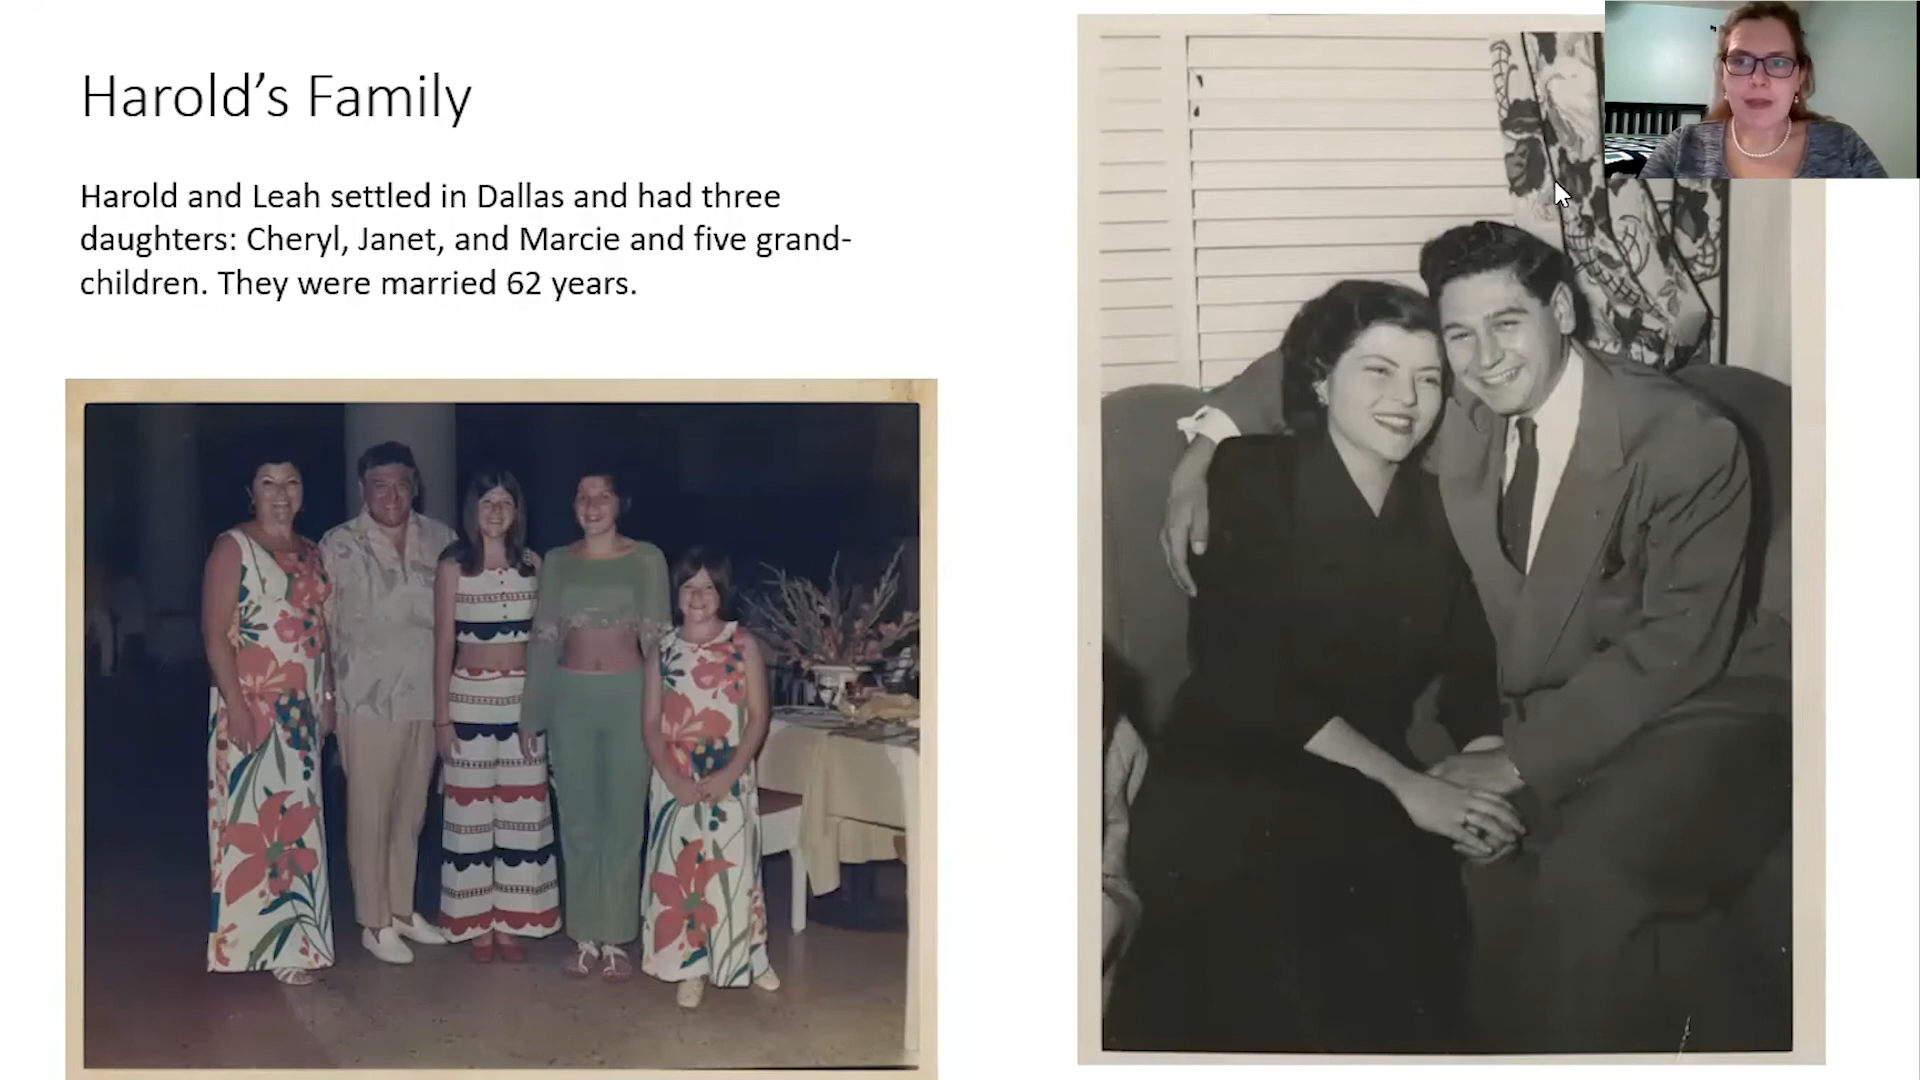 Harold’s Family
Harold and Leah settled in Dallas and had three
daughters: Cheryl, Janet, and Marcie and five grand-
children. They were married 62 years.